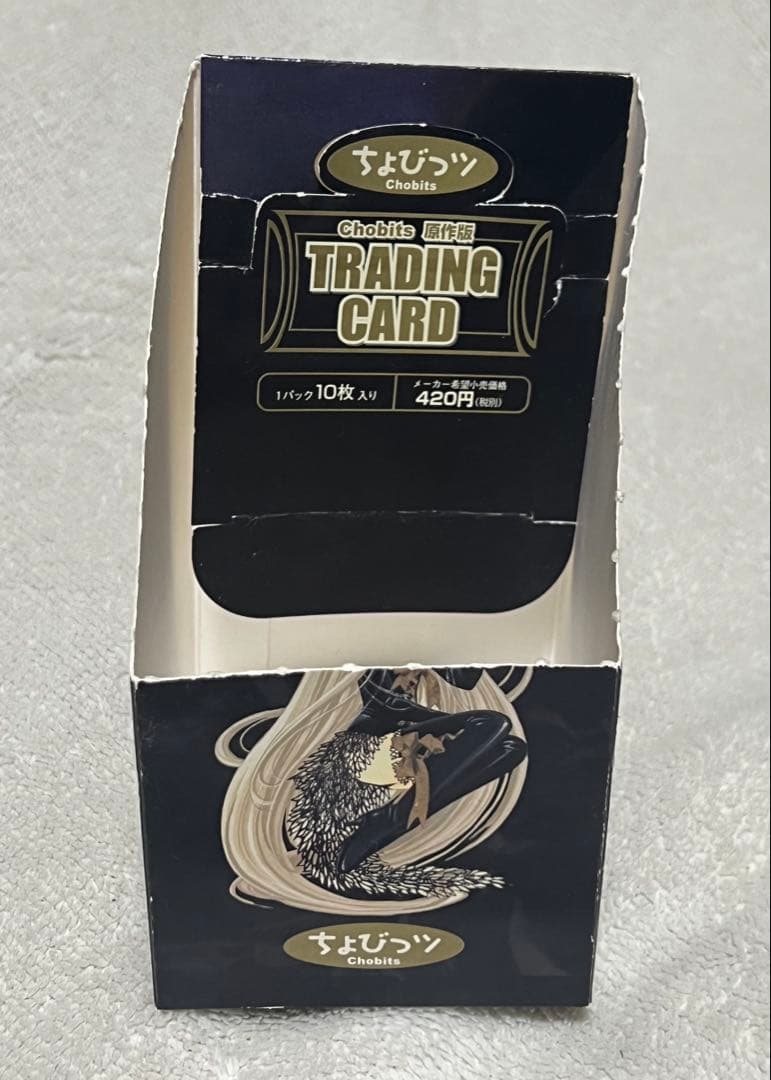 ちょびっツ
Chobits
Chobits 原作版
TRADING
CARD
1パック10枚入り
メーカー希望小売価格
420円(税別)
ちょびっツ
Chobits